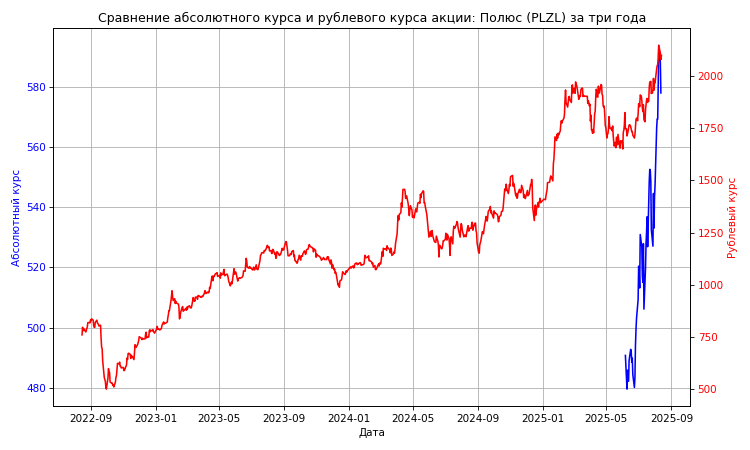 Сравнение абсолютного курса и рублевого курса акции: Полюс (PLZL) за три года
Абсолютный курс
580
560
540
520
500
480
2000
1750
1500
1250
1000
750
500
Рублевый курс
2022-09 2023-01 2023-05 2023-09 2024-01 2024-05 2024-09 2025-01 2025-05 2025-09
Дата